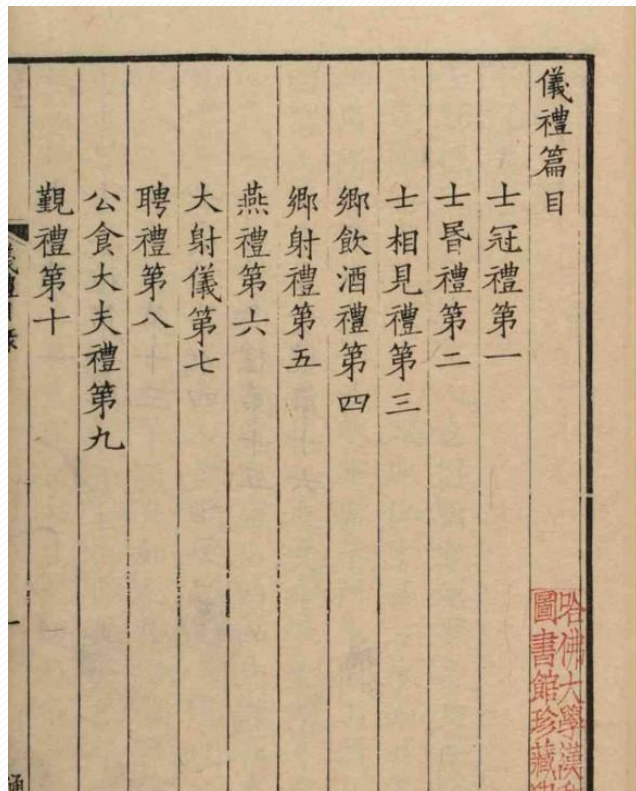 儀禮篇目
士冠禮第一
士昬禮第二
士相見禮第三
鄉飲酒禮第四
鄉射禮第五
燕禮第六
大射儀第七
聘禮第八
公食大夫禮第九
覲禮第十
哈佛大學漢
圖書館珍藏